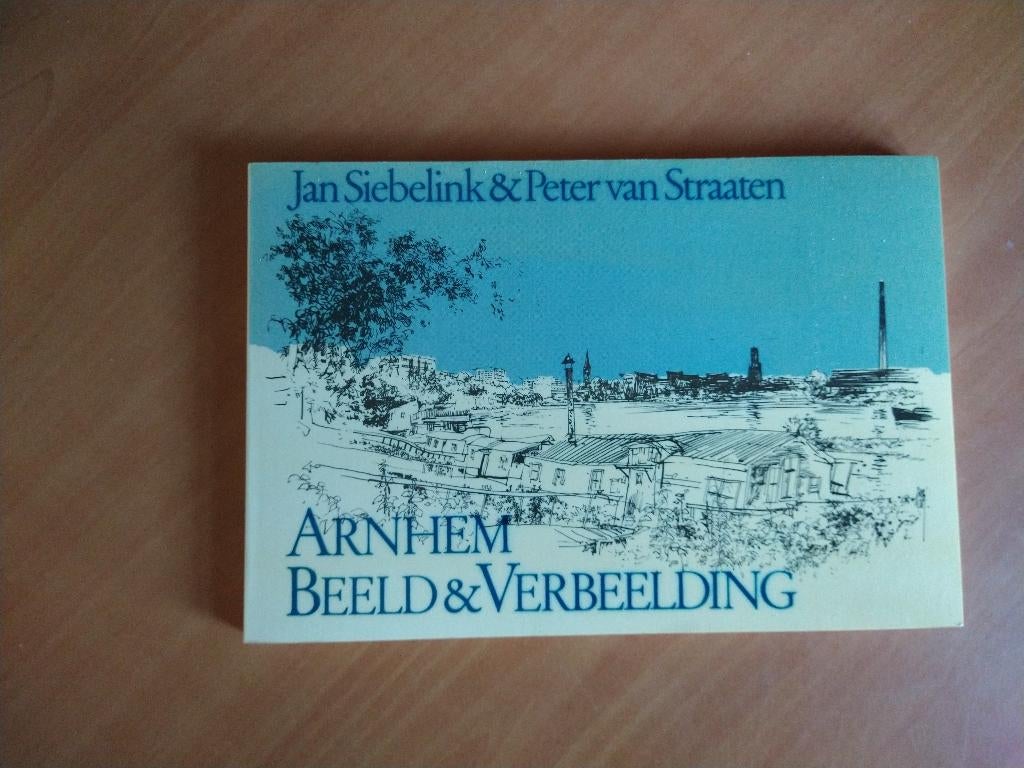 Jan Siebelink & Peter van Straaten
ARNHEM
BEELD & VERBEELDING